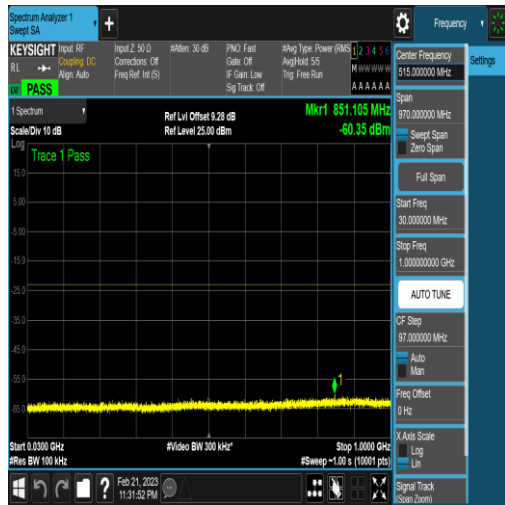 Spectrum Analyzer 1
Swept SA
+
Frequency
KEYSIGHT
Input: RF
Input Z: 50 Ω
#Atten: 30 dB
PNO: Fast
#Avg Type: Power (RMS)
1 2 3 4 5 6
RL
Coupling: DC
Corrections: Off
Gate: Off
Avg|Hold: 5/5
M W W W W W
Align: Auto
Freq Ref: Int (S)
IF Gain: Low
Trig: Free Run
Sig Track: Off
A A A A A A
PASS
1 Spectrum
Ref Lvl Offset 9.28 dB
Mkr1 851.105 MHz
Scale/Div 10 dB
Ref Level 25.00 dBm
-60.35 dBm
Log
Trace 1 Pass
15.0
5.00
-5.00
-15.0
-25.0
-35.0
-45.0
-55.0
-65.0
1
Start 0.0300 GHz
#Video BW 300 kHz*
Stop 1.0000 GHz
#Res BW 100 kHz
#Sweep ~1.00 s (10001 pts)
?
Feb 21, 2023
11:31:52 PM
Center Frequency
515.000000 MHz
Settings
Span
970.000000 MHz
Swept Span
Zero Span
Full Span
Start Freq
30.000000 MHz
Stop Freq
1.000000000 GHz
AUTO TUNE
CF Step
97.000000 MHz
Auto
Man
Freq Offset
0 Hz
X Axis Scale
Log
Lin
Signal Track
(Span Zoom)